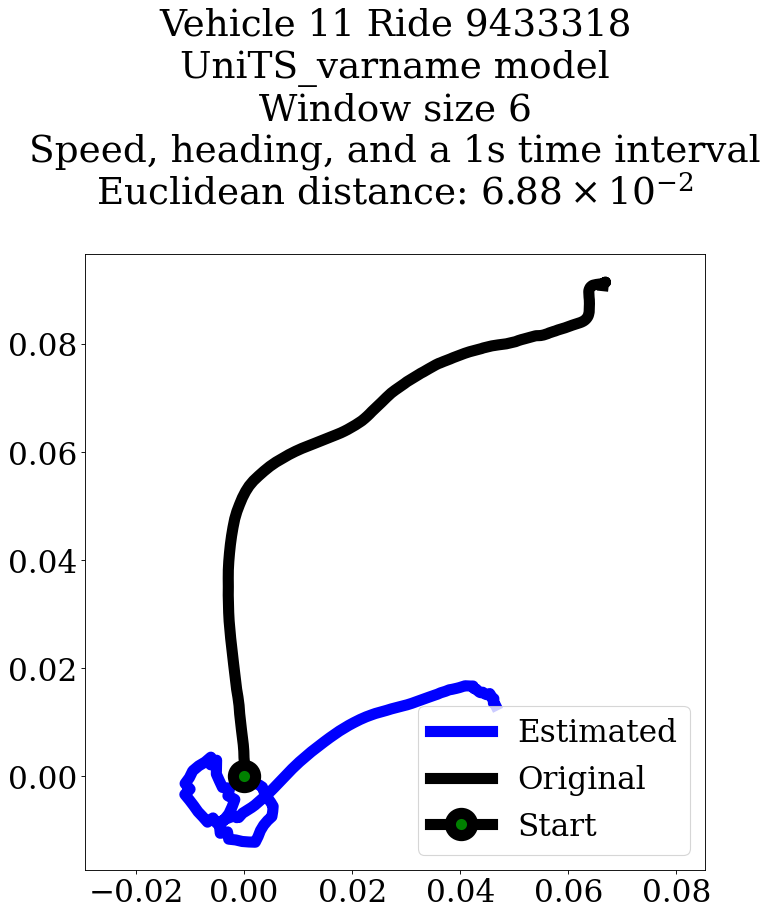 Vehicle 11 Ride 9433318
UniTS_varname model
Window size 6
Speed, heading, and a 1s time interval
Euclidean distance: 6.88 × 10⁻²
0.08
0.06
0.04
0.02
0.00
Estimated
Original
Start
−0.02 0.00 0.02 0.04 0.06 0.08